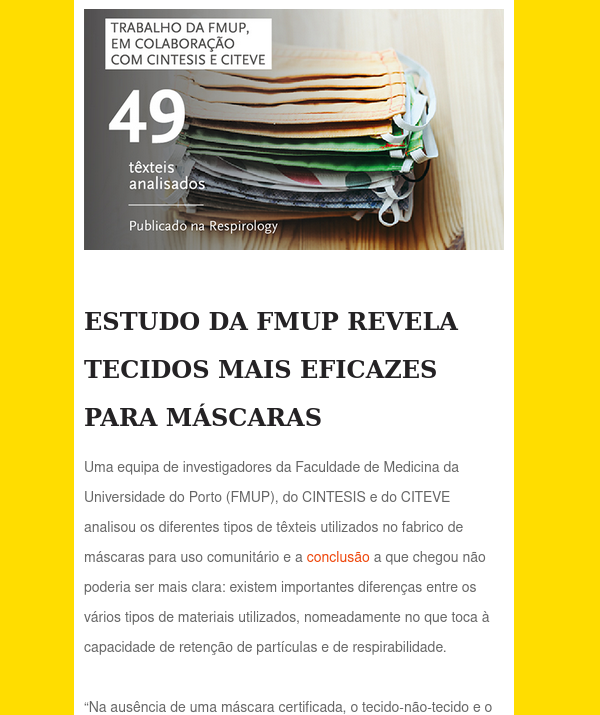 TRABALHO DA FMUP,
EM COLABORAÇÃO
COM CINTESIS E CITEVE
49
têxteis
analisados
Publicado na Respirology
ESTUDO DA FMUP REVELA
TECIDOS MAIS EFICAZES
PARA MÁSCARAS
Uma equipa de investigadores da Faculdade de Medicina da
Universidade do Porto (FMUP), do CINTESIS e do CITEVE
analisou os diferentes tipos de têxteis utilizados no fabrico de
máscaras para uso comunitário e a conclusão a que chegou não
poderia ser mais clara: existem importantes diferenças entre os
vários tipos de materiais utilizados, nomeadamente no que toca à
capacidade de retenção de partículas e de respirabilidade.
“Na ausência de uma máscara certificada, o tecido-não-tecido e o